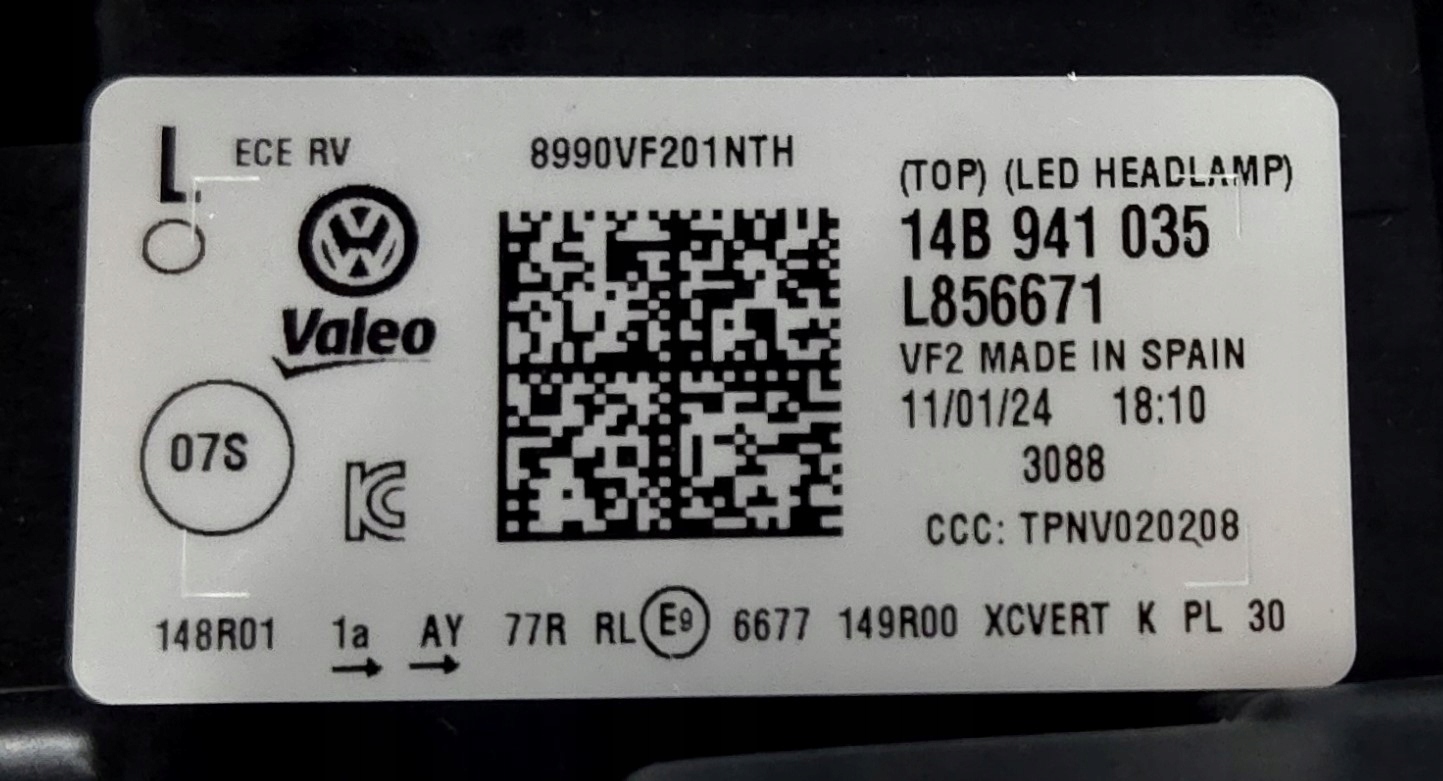 L.
ECE RV
8990VF201NTH
(TOP) (LED HEADLAMP)
14B 941 035
L856671
Valeo
VF2 MADE IN SPAIN
11/01/24 18:10
07S
3088
CCC: TPNV020208
148R01 1a AY 77R RL E9 6677 149R00 XCVERT K PL 30